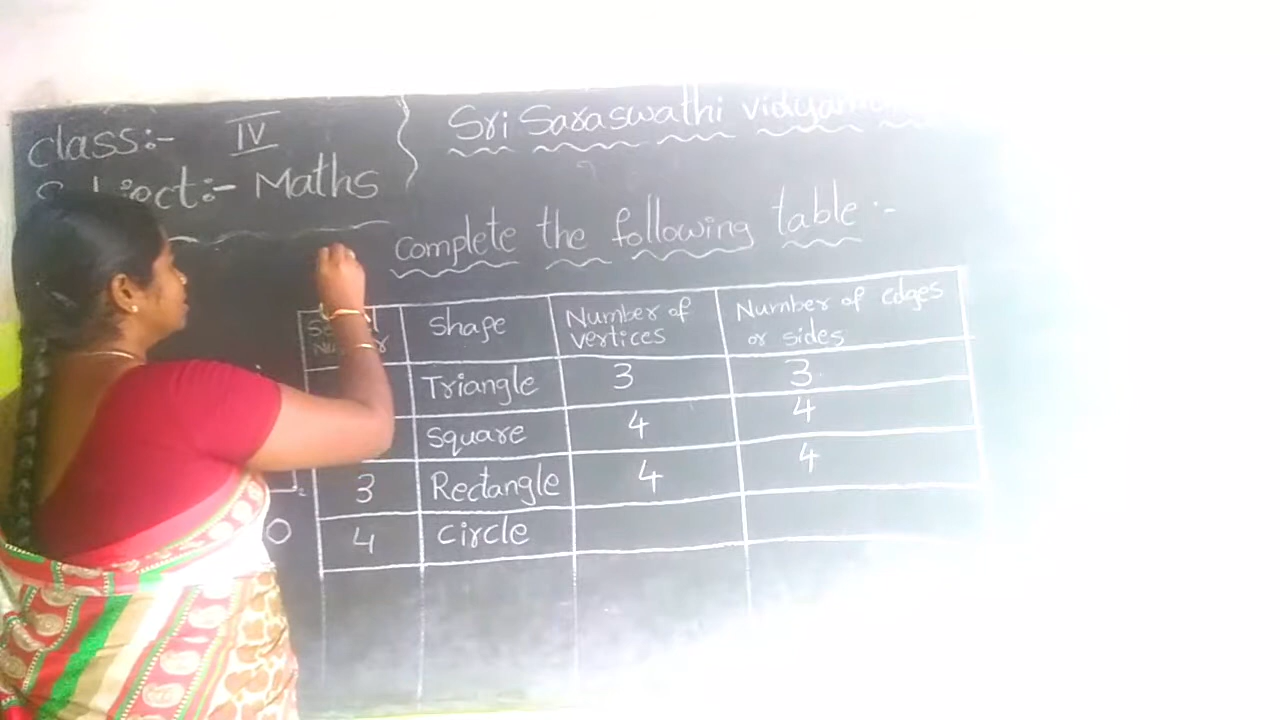 class:- IV
Maths
Sri Saraswathi
complete the following table :-
shape Number of vertices Number of edges or sides
Triangle 3 3
square 4 4
3 Rectangle 4 4
4 circle